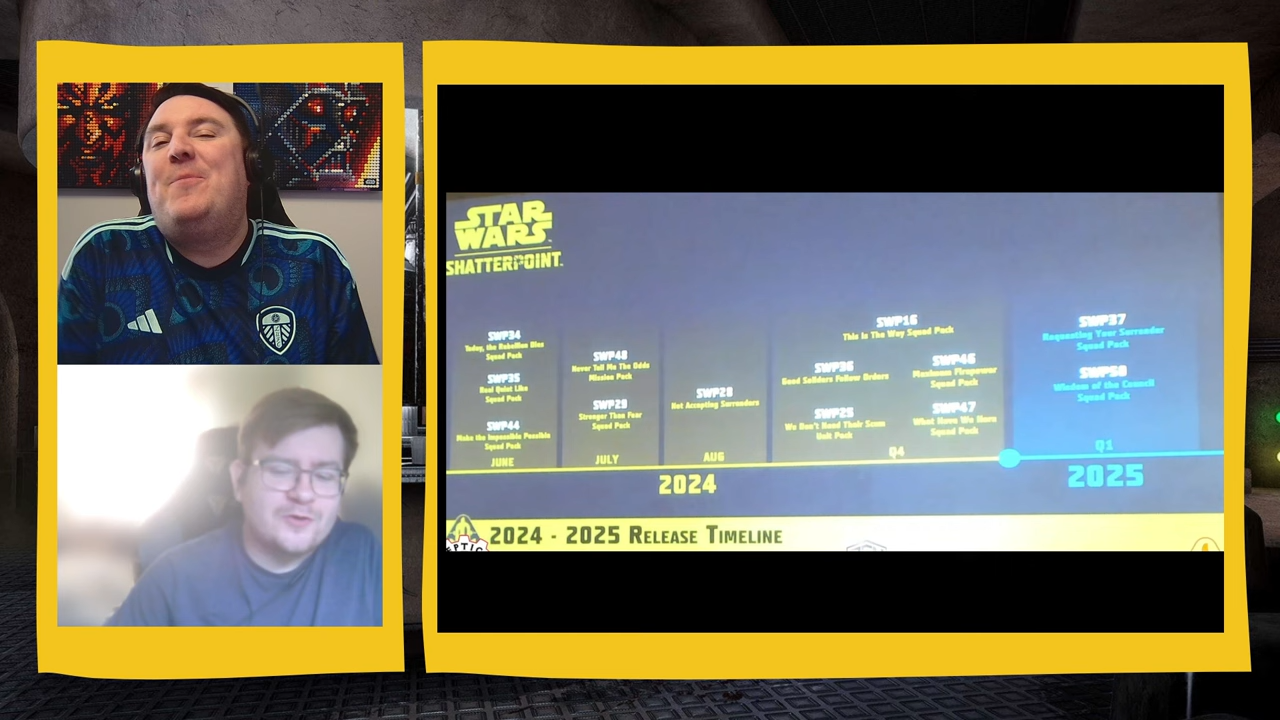 STAR
WARS
SHATTERPOINT
SWP34
Today, the Rebellion Dies
Squad Pack
SWP35
Real Quiet Like
Squad Pack
SWP44
Make the Impossible Possible
Squad Pack
JUNE
SWP48
Never Tell Me The Odds
Mission Pack
SWP29
Stronger Than Fear
Squad Pack
JULY
SWP28
Not Accepting Surrenders
AUG
SWP16
This Is The Way Squad Pack
SWP36
Good Soldiers Follow Orders
SWP25
We Don't Need Their Scum
Unit Pack
SWP46
Maximum Firepower
Squad Pack
SWP47
What Have We Here
Squad Pack
Q4
2024
SWP37
Requesting Your Surrender
Squad Pack
SWP50
Wisdom of the Council
Squad Pack
Q1
2025
2024 - 2025 RELEASE TIMELINE